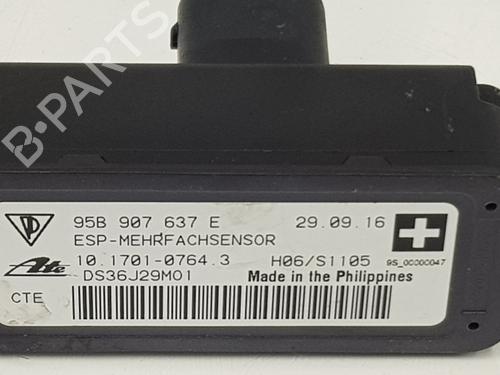 B-PARTS
95B 907 637 E 29.09.16
ESP-MEHRFACHSENSOR
Ate 10.1701-0764.3 H06/S1105 9S_00000047
DS36J29M01 Made in the Philippines
CTE